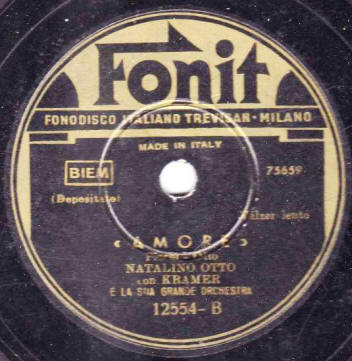 Fonit
FONODISCO ITALIANO TREVISAN • MILANO
MADE IN ITALY
BIEM
75659
(Depositato)
Valzer lento
‹ AMORE ›
NATALINO OTTO
con KRAMER
E LA SUA GRANDE ORCHESTRA
12554-B